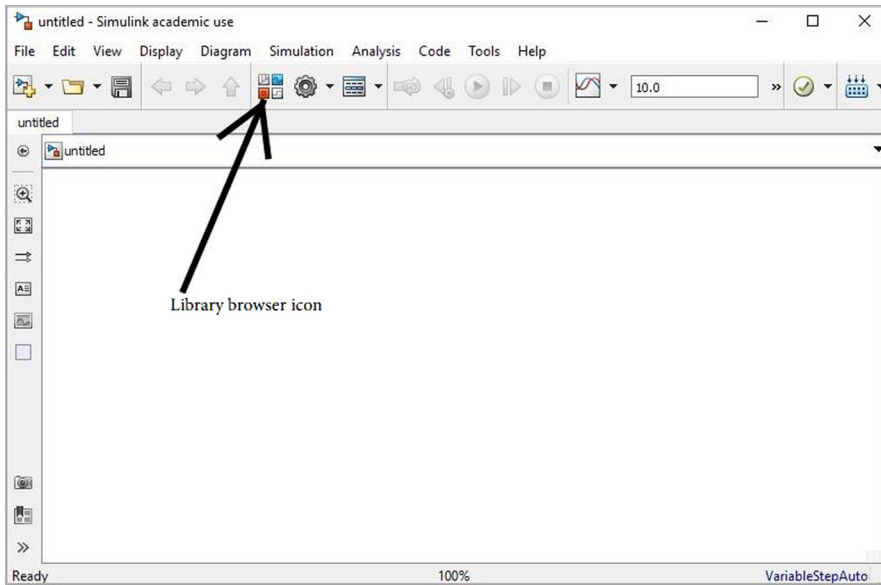 untitled - Simulink academic use
File Edit View Display Diagram Simulation Analysis Code Tools Help
10.0 »
untitled
untitled
Library browser icon
Ready 100% VariableStepAuto